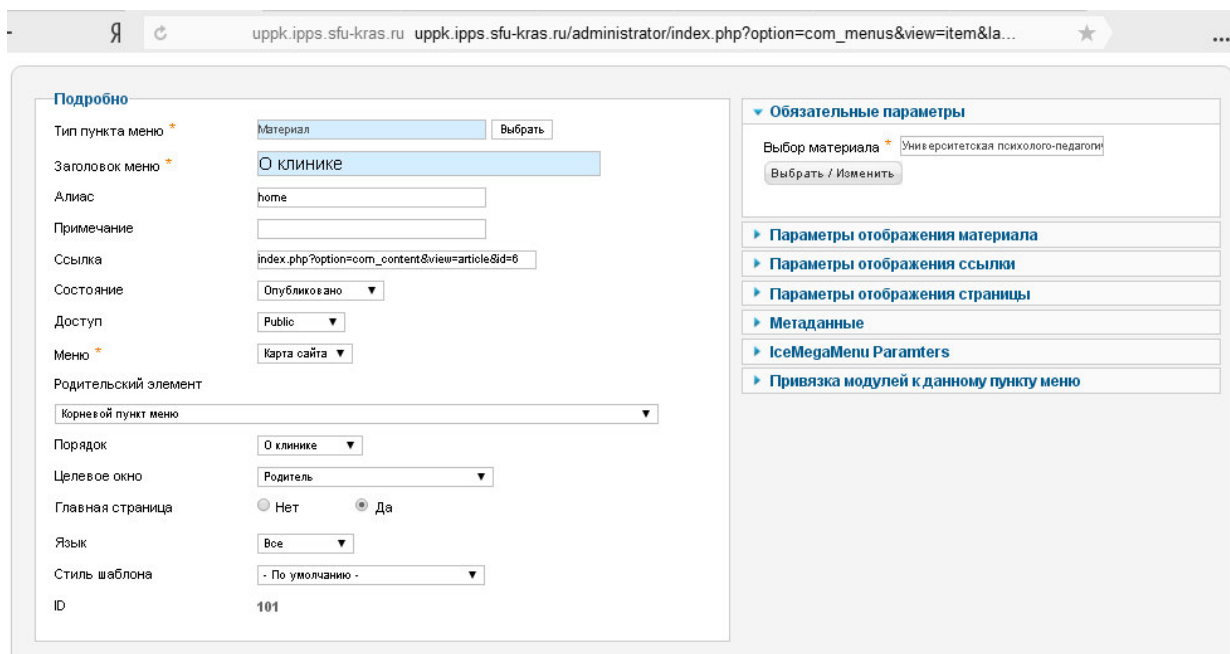 Я uppk.ipps.sfu-kras.ru uppk.ipps.sfu-kras.ru/administrator/index.php?option=com_menus&view=item&la...
Подробно
Тип пункта меню * Материал Выбрать
Заголовок меню * О клинике
Алиас home
Примечание
Ссылка index.php?option=com_content&view=article&id=6
Состояние Опубликовано
Доступ Public
Меню * Карта сайта
Родительский элемент
Корневой пункт меню
Порядок О клинике
Целевое окно Родитель
Главная страница Нет Да
Язык Все
Стиль шаблона - По умолчанию -
ID 101
Обязательные параметры
Выбор материала * Университетская психолого-педагоги
Выбрать / Изменить
Параметры отображения материала
Параметры отображения ссылки
Параметры отображения страницы
Метаданные
IceMegaMenu Paramters
Привязка модулей к данному пункту меню